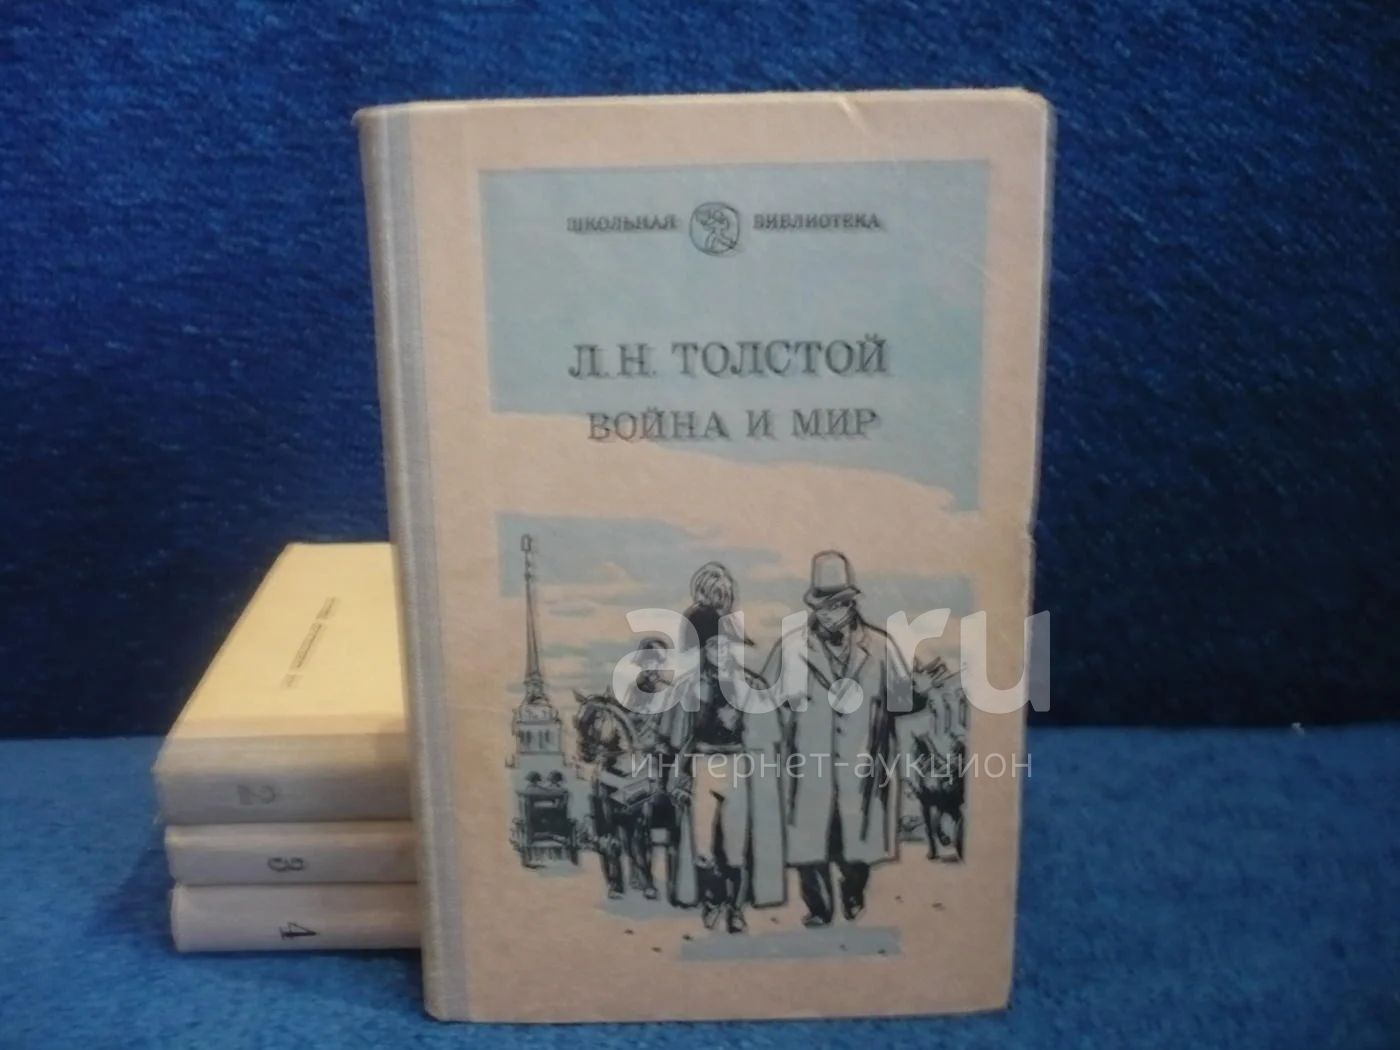 ШКОЛЬНАЯ БИБЛИОТЕКА
Л. Н. ТОЛСТОЙ
ВОЙНА И МИР
au.ru
интернет-аукцион
2
3
4